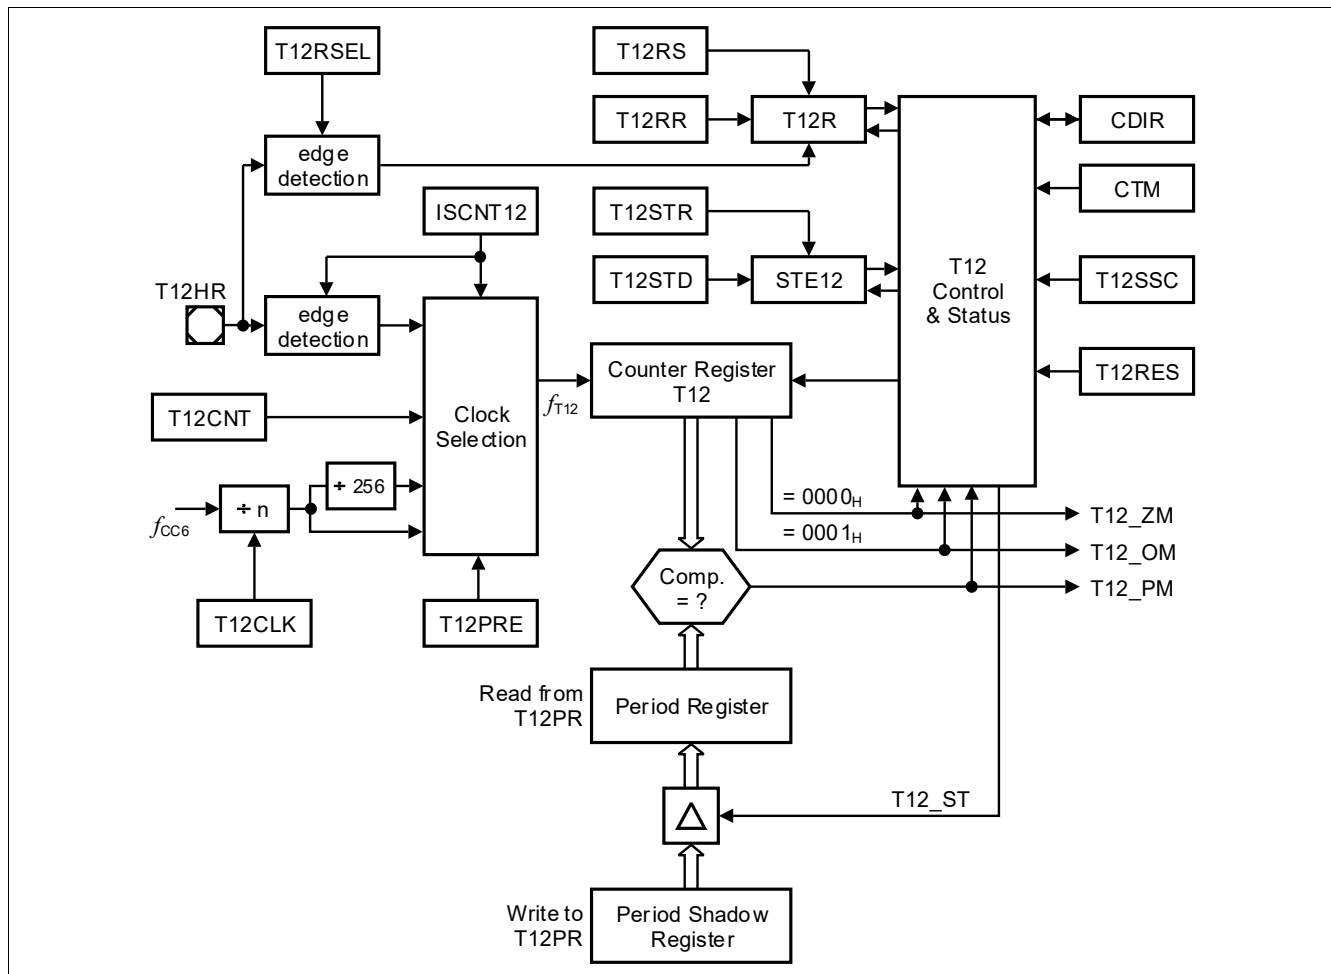 T12RSEL
T12RS
T12RR
T12R
CDIR
edge
detection
CTM
ISCNT12
T12STR
T12STD
STE12
T12
Control
& Status
T12SSC
T12HR
edge
detection
T12RES
Counter Register
T12
fT12
T12CNT
Clock
Selection
÷ 256
÷ n
fCC6
= 0000H
T12_ZM
= 0001H
T12_OM
Comp.
= ?
T12_PM
T12CLK
T12PRE
Read from
T12PR
Period Register
T12_ST
Write to
T12PR
Period Shadow
Register